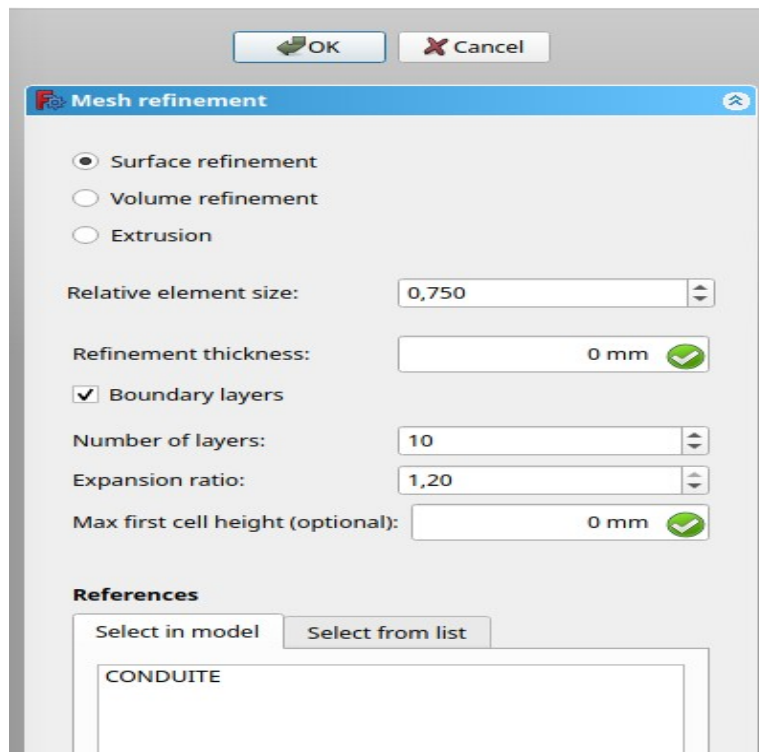 OK Cancel
Mesh refinement
Surface refinement
Volume refinement
Extrusion
Relative element size: 0,750
Refinement thickness: 0 mm
Boundary layers
Number of layers: 10
Expansion ratio: 1,20
Max first cell height (optional): 0 mm
References
Select in model Select from list
CONDUITE